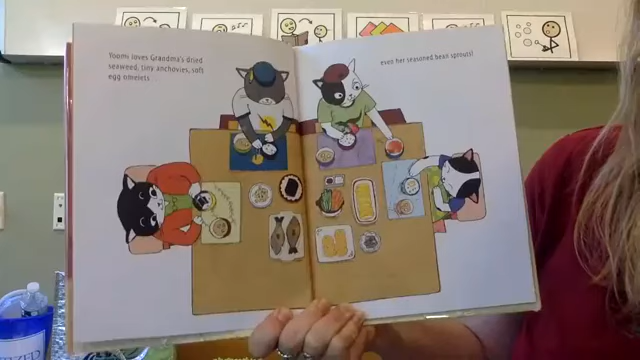 Yoomi loves Grandma's dried
seaweed, tiny anchovies, soft
egg omelets . . .
even her seasoned bean sprouts!